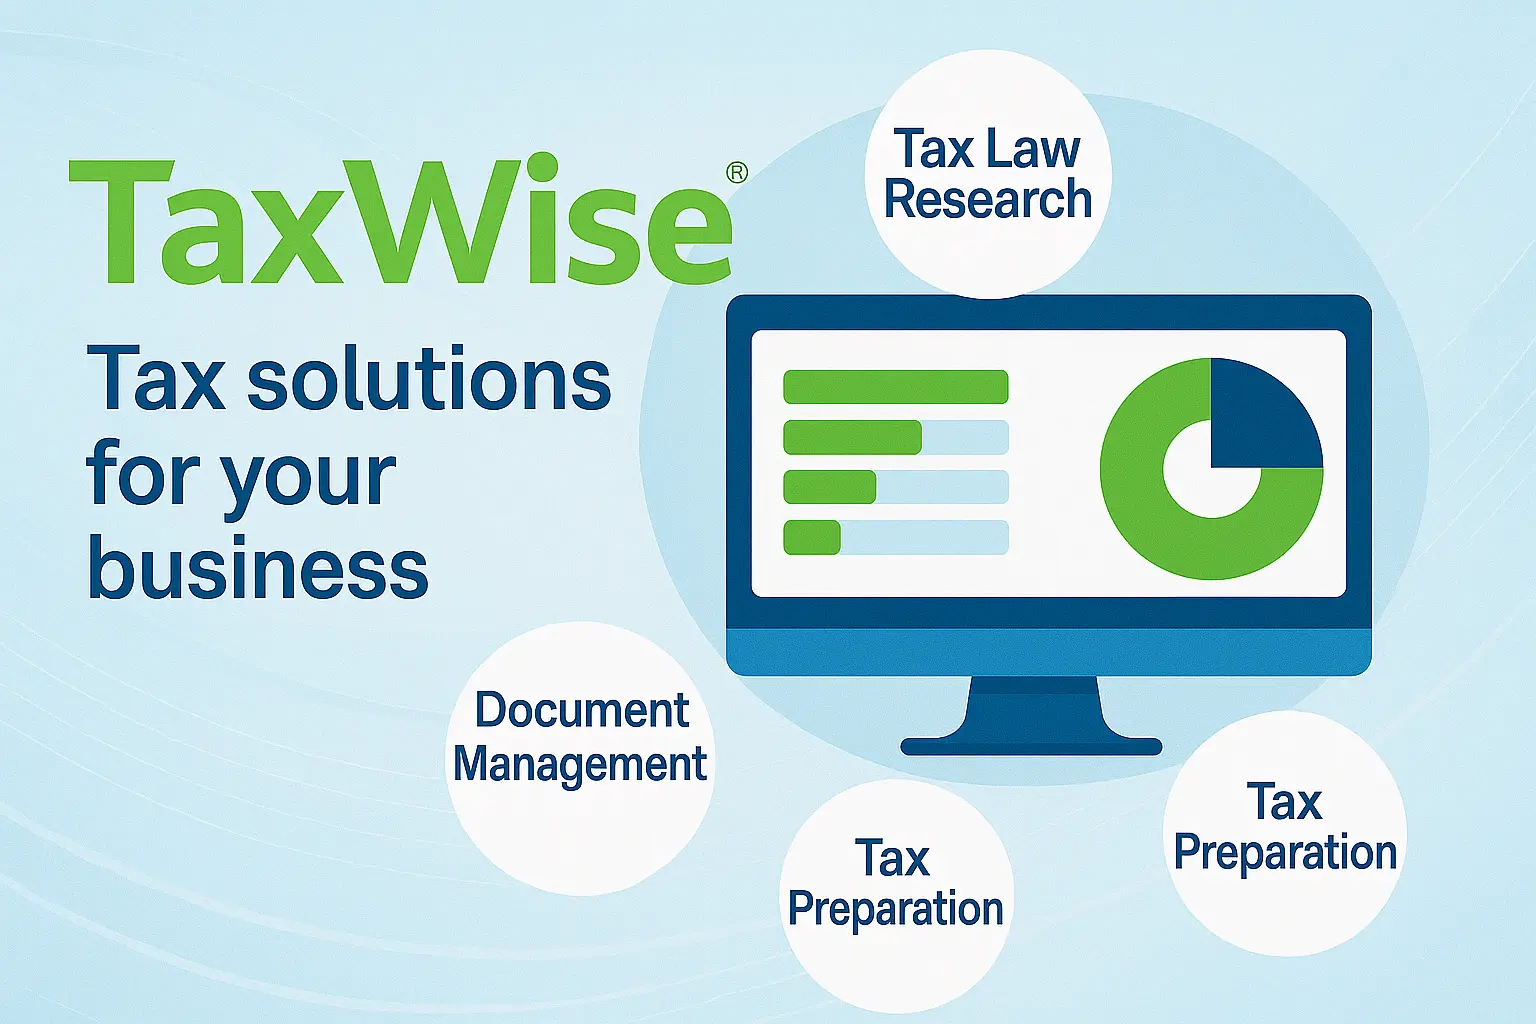 TaxWise®
Tax solutions
for your
business
Tax Law
Research
Document
Management
Tax
Preparation
Tax
Preparation